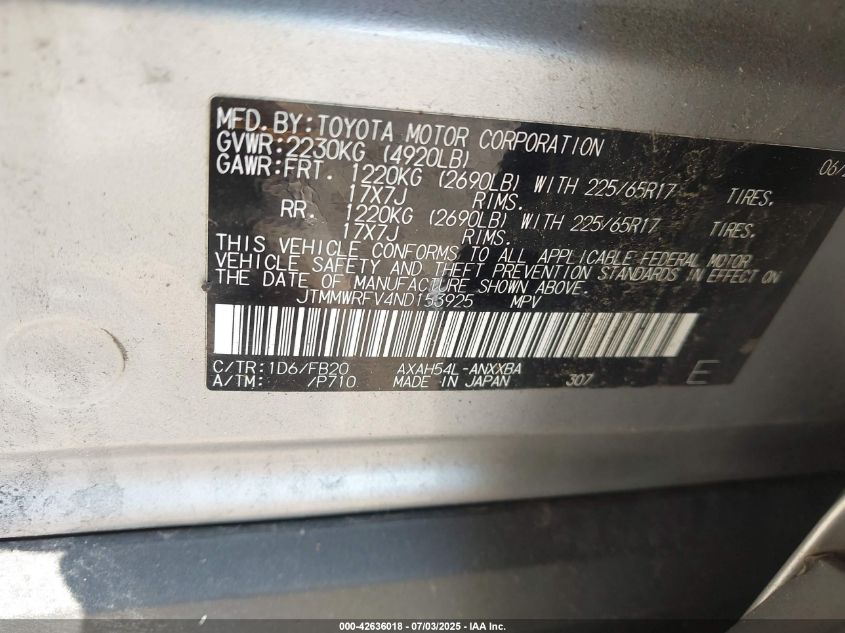 MFD.BY:TOYOTA MOTOR CORPORATION 06/
GVWR:2230KG (4920LB)
GAWR:FRT. 1220KG (2690LB) WITH 225/65R17 TIRES.
17X7J RIMS.
RR. 1220KG (2690LB) WITH 225/65R17 TIRES.
17X7J RIMS.
THIS VEHICLE CONFORMS TO ALL APPLICABLE FEDERAL MOTOR
VEHICLE SAFETY AND THEFT PREVENTION STANDARDS IN EFFECT ON
THE DATE OF MANUFACTURE SHOWN ABOVE.
JTMMWRFV4ND153925 MPV
C/TR:1D6/FB20 AXAH54L-ANXXBA
A/TM: /P710 MADE IN JAPAN 307 E
000-42636018 - 07/03/2025 - IAA Inc.